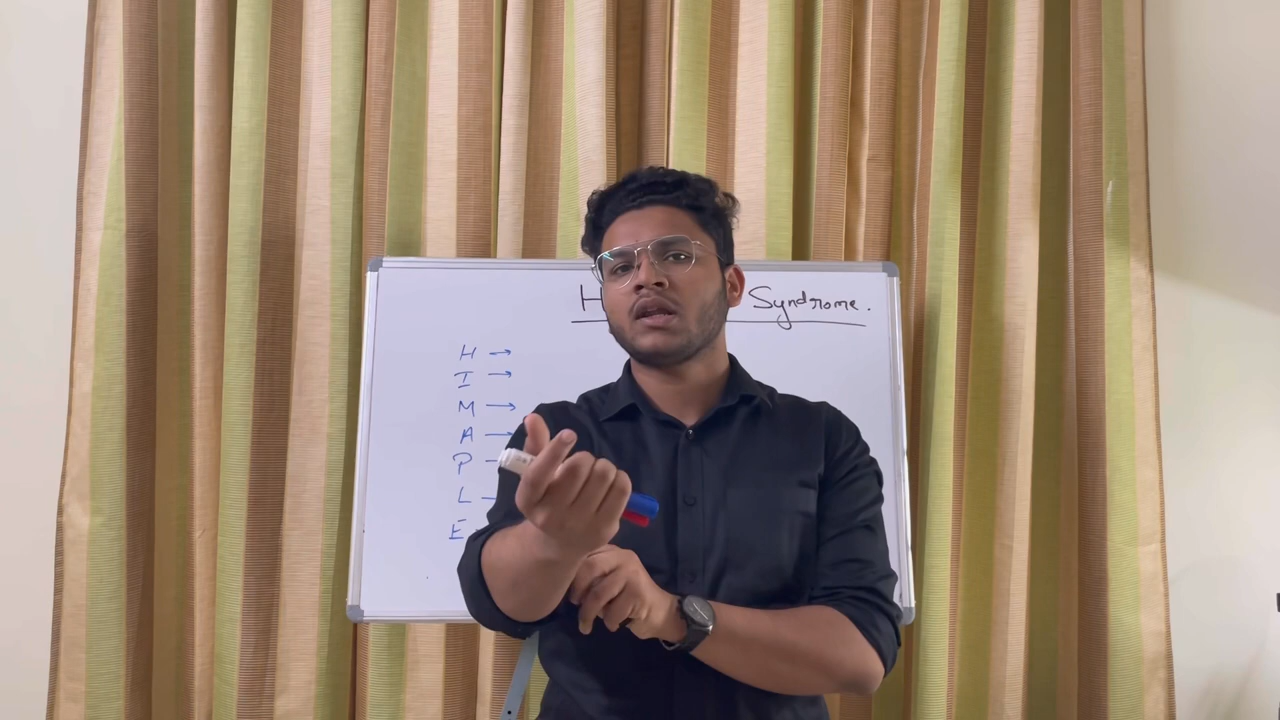 H Syndrome.
H →
I →
M →
A →
P
L
E